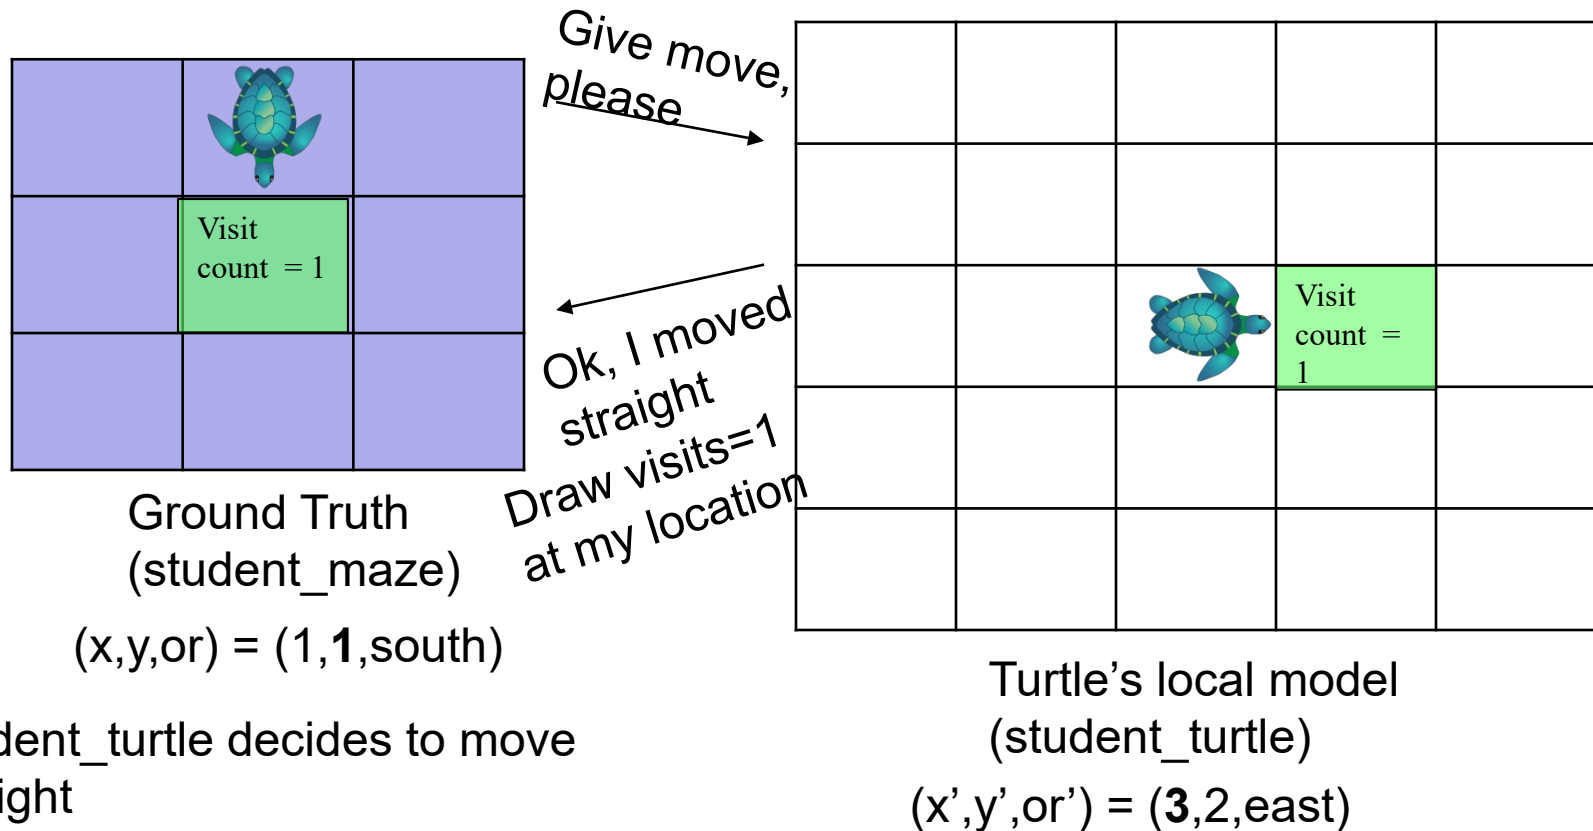 Give move,
please
Visit
count = 1
Visit
count =
1
Ok, I moved
straight
Draw visits=1
at my location
Ground Truth
(student_maze)
(x,y,or) = (1,1,south)
dent_turtle decides to move
ight
Turtle’s local model
(student_turtle)
(x’,y’,or’) = (3,2,east)